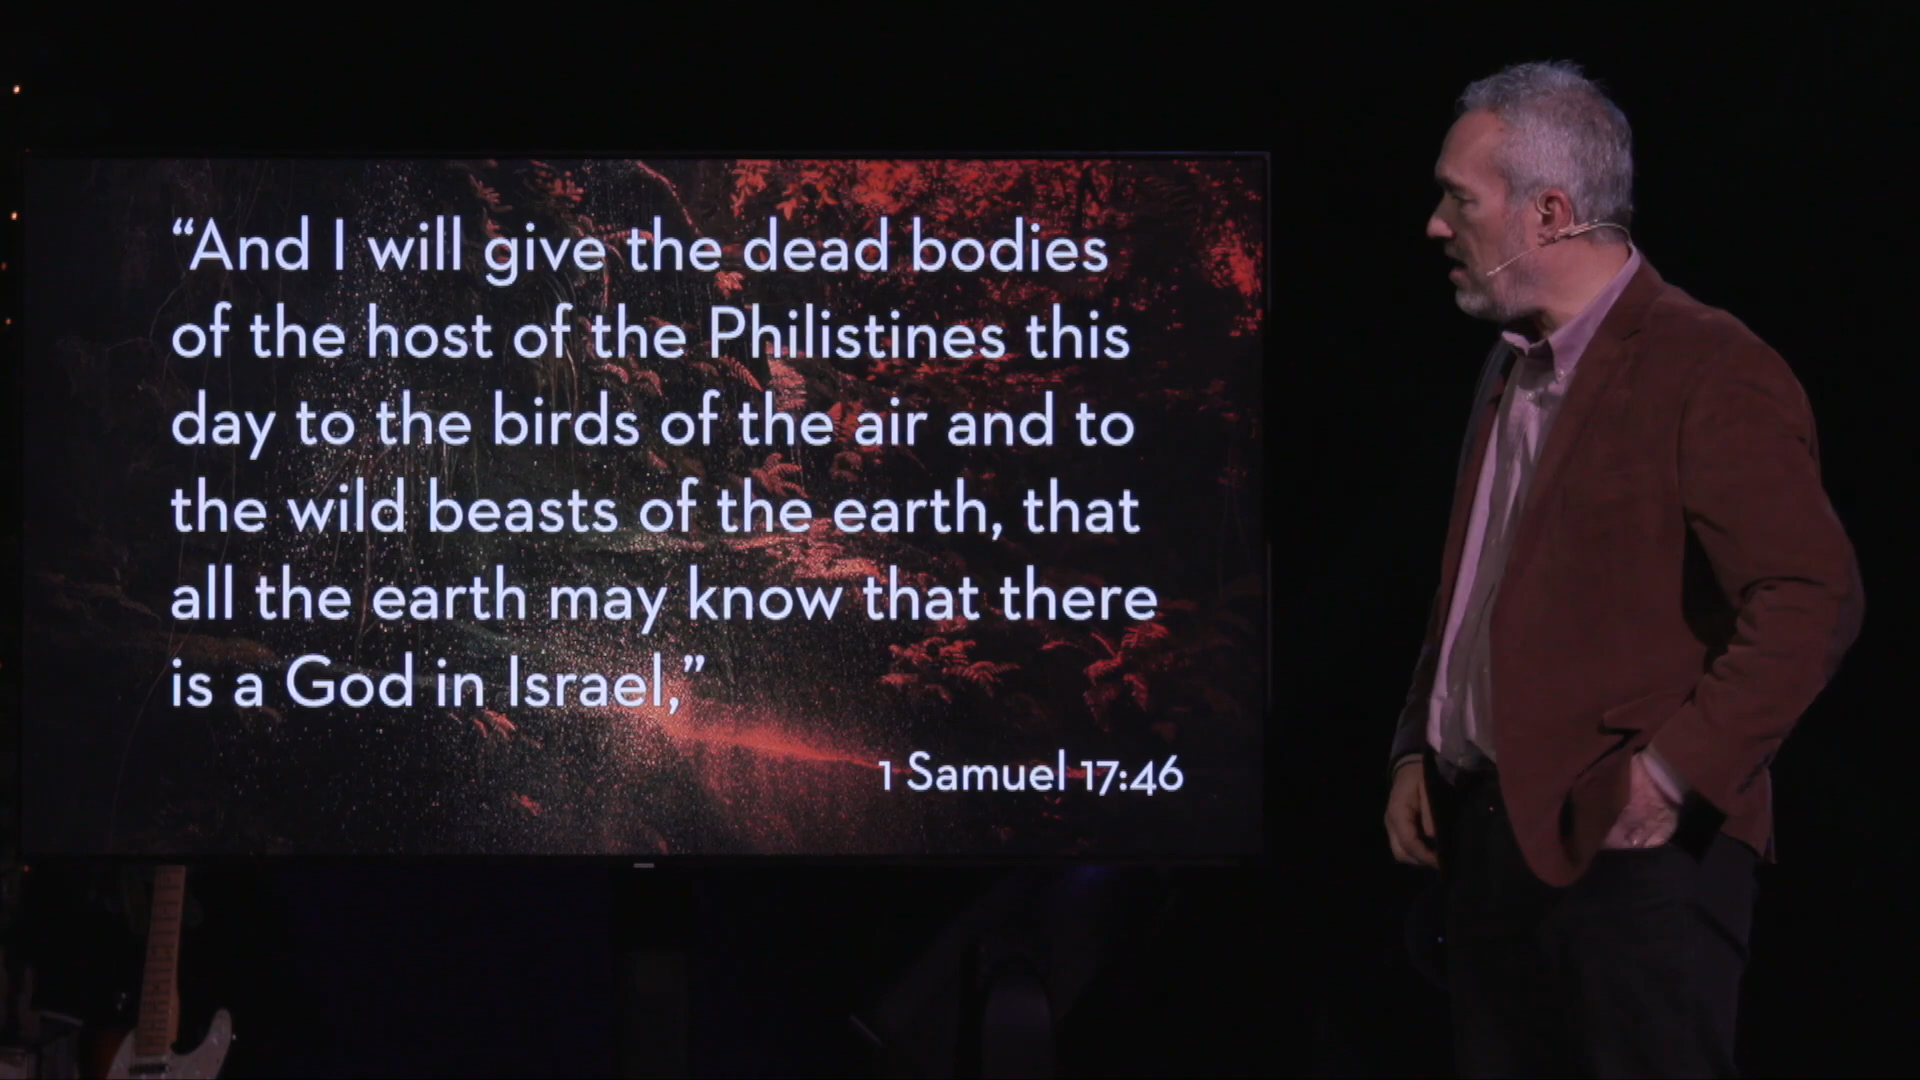 “And I will give the dead bodies
of the host of the Philistines this
day to the birds of the air and to
the wild beasts of the earth, that
all the earth may know that there
is a God in Israel,”
1 Samuel 17:46